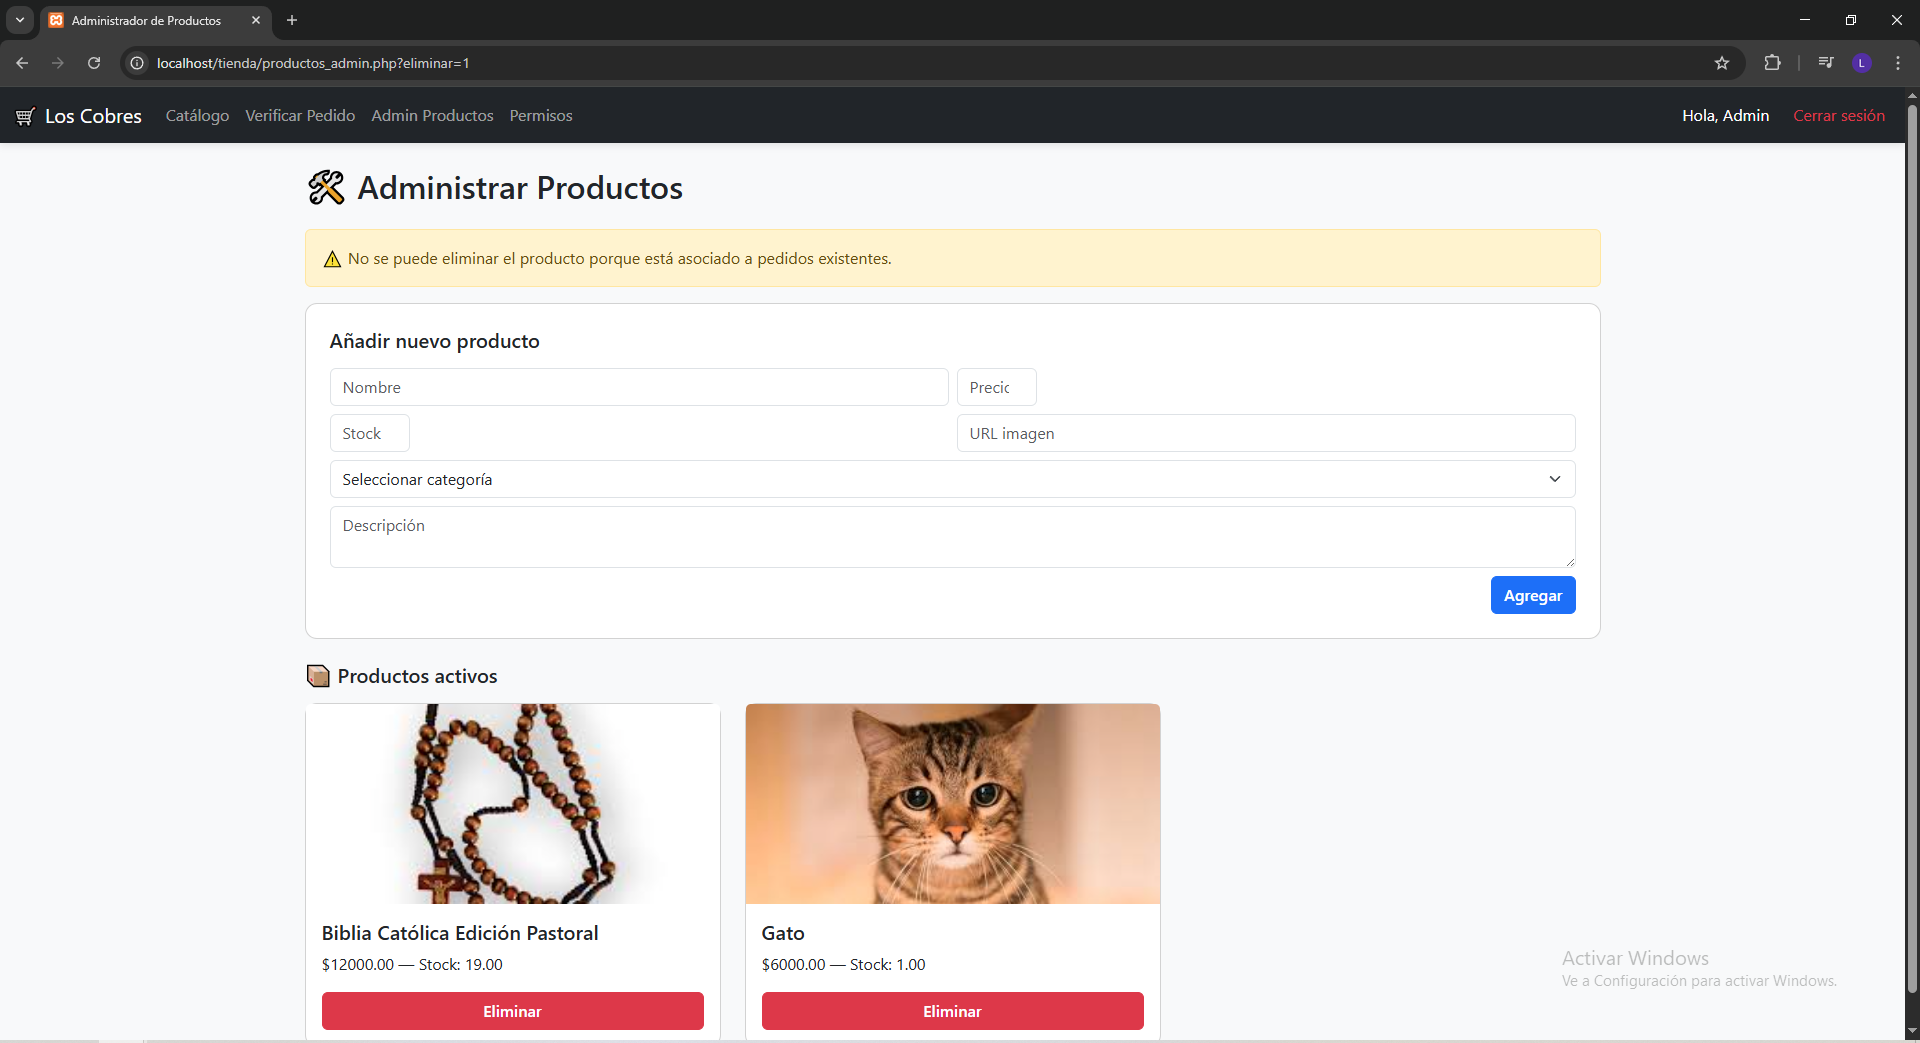 Administrador de Productos
localhost/tienda/productos_admin.php?eliminar=1
L
Los Cobres Catálogo Verificar Pedido Admin Productos Permisos Hola, Admin Cerrar sesión
Administrar Productos
No se puede eliminar el producto porque está asociado a pedidos existentes.
Añadir nuevo producto
Nombre Precio
Stock URL imagen
Seleccionar categoría
Descripción
Agregar
Productos activos
Biblia Católica Edición Pastoral
$12000.00 — Stock: 19.00
Eliminar
Gato
$6000.00 — Stock: 1.00
Eliminar
Activar Windows
Ve a Configuración para activar Windows.